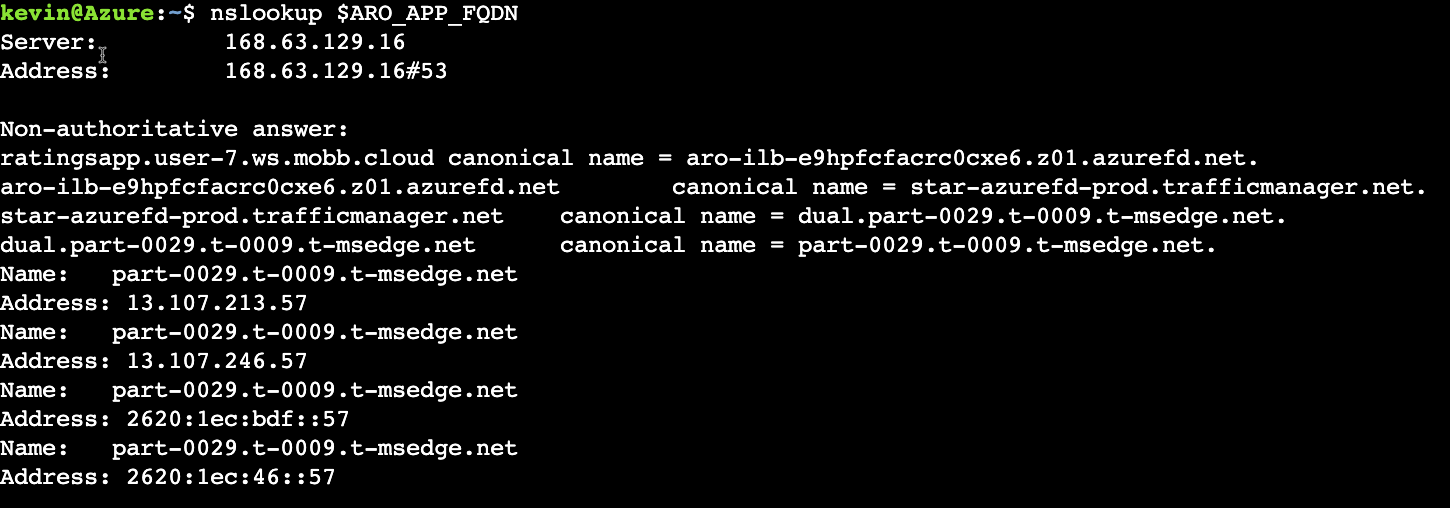 kevin@Azure:~$ nslookup $ARO_APP_FQDN
Server: 168.63.129.16
Address: 168.63.129.16#53
Non-authoritative answer:
ratingsapp.user-7.ws.mobb.cloud canonical name = aro-ilb-e9hpfcfacrc0cxe6.z01.azurefd.net.
aro-ilb-e9hpfcfacrc0cxe6.z01.azurefd.net canonical name = star-azurefd-prod.trafficmanager.net.
star-azurefd-prod.trafficmanager.net canonical name = dual.part-0029.t-0009.t-msedge.net.
dual.part-0029.t-0009.t-msedge.net canonical name = part-0029.t-0009.t-msedge.net.
Name: part-0029.t-0009.t-msedge.net
Address: 13.107.213.57
Name: part-0029.t-0009.t-msedge.net
Address: 13.107.246.57
Name: part-0029.t-0009.t-msedge.net
Address: 2620:1ec:bdf::57
Name: part-0029.t-0009.t-msedge.net
Address: 2620:1ec:46::57